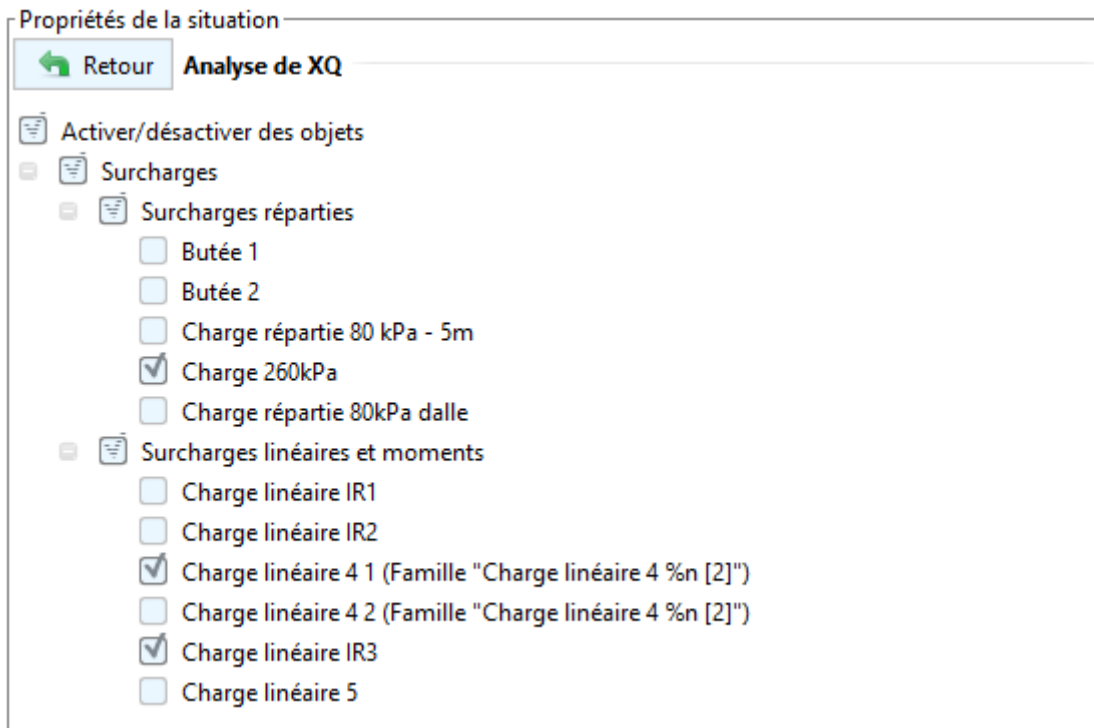 Propriétés de la situation
Retour Analyse de XQ
Activer/désactiver des objets
Surcharges
Surcharges réparties
Butée 1
Butée 2
Charge répartie 80 kPa - 5m
Charge 260kPa
Charge répartie 80kPa dalle
Surcharges linéaires et moments
Charge linéaire IR1
Charge linéaire IR2
Charge linéaire 4 1 (Famille "Charge linéaire 4 %n [2]")
Charge linéaire 4 2 (Famille "Charge linéaire 4 %n [2]")
Charge linéaire IR3
Charge linéaire 5